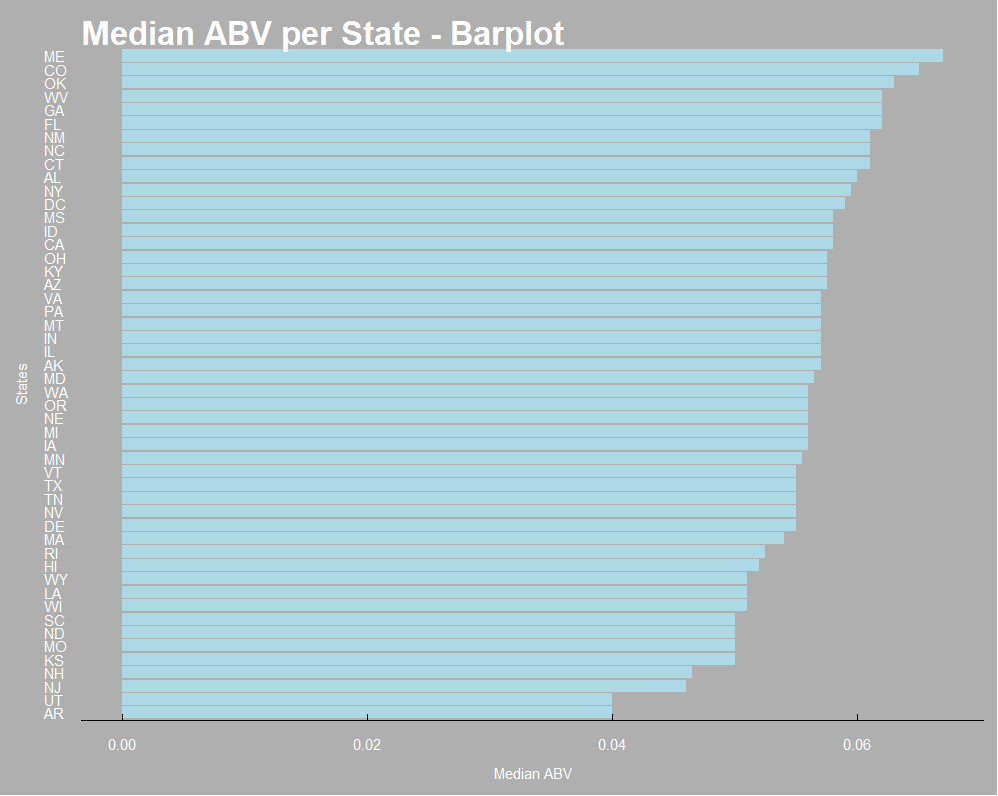 Median ABV per State - Barplot
ME
CO
OK
WV
GA
FL
NM
NC
CT
AL
NY
DC
MS
ID
CA
OH
KY
AZ
VA
PA
MT
IN
IL
AK
MD
WA
OR
NE
MI
IA
MN
VT
TX
TN
NV
DE
MA
RI
HI
WY
LA
WI
SC
ND
MO
KS
NH
NJ
UT
AR
States
0.00 0.02 0.04 0.06
Median ABV